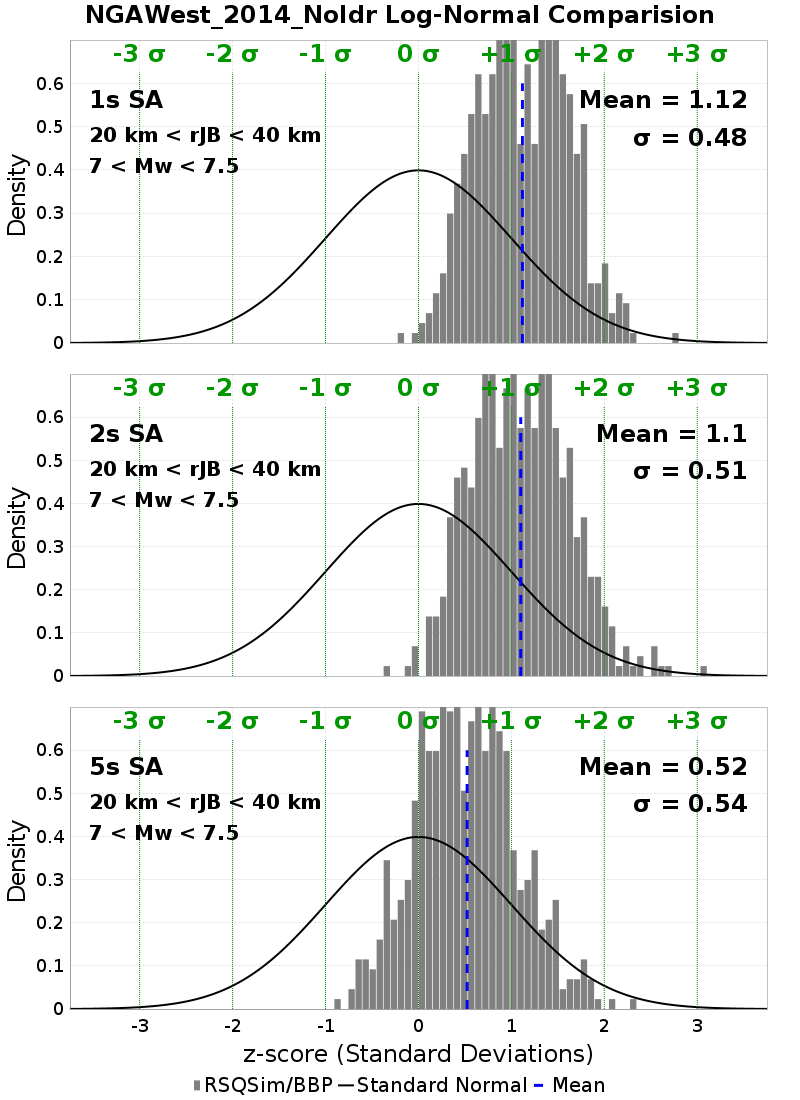 NGAWest_2014_NoIdr Log-Normal Comparision
-3 σ -2 σ -1 σ 0 σ +1 σ +2 σ +3 σ
1s SA
Mean = 1.12
20 km < rJB < 40 km
σ = 0.48
7 < Mw < 7.5
Density
0.6
0.5
0.4
0.3
0.2
0.1
0
-3 σ -2 σ -1 σ 0 σ +1 σ +2 σ +3 σ
2s SA
Mean = 1.1
20 km < rJB < 40 km
σ = 0.51
7 < Mw < 7.5
Density
0.6
0.5
0.4
0.3
0.2
0.1
0
-3 σ -2 σ -1 σ 0 σ +1 σ +2 σ +3 σ
5s SA
Mean = 0.52
20 km < rJB < 40 km
σ = 0.54
7 < Mw < 7.5
Density
0.6
0.5
0.4
0.3
0.2
0.1
0
-3 -2 -1 0 1 2 3
z-score (Standard Deviations)
RSQSim/BBP Standard Normal Mean